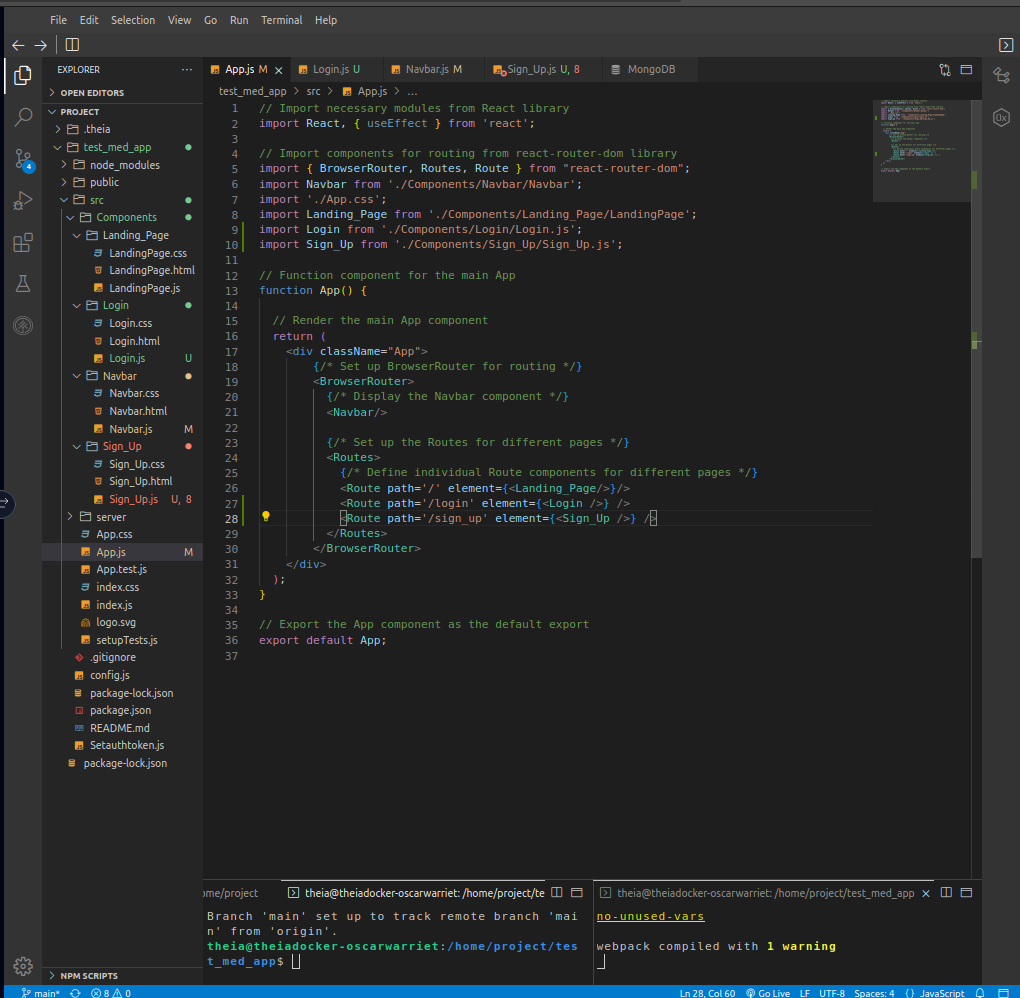 File Edit Selection View Go Run Terminal Help
EXPLORER
OPEN EDITORS
PROJECT
.theia
test_med_app
node_modules
public
src
Components
Landing_Page
LandingPage.css
LandingPage.html
LandingPage.js
Login
Login.css
Login.html
Login.js U
Navbar
Navbar.css
Navbar.html
Navbar.js M
Sign_Up
Sign_Up.css
Sign_Up.html
Sign_Up.js U, 8
server
App.css
App.js M
App.test.js
index.css
index.js
logo.svg
setupTests.js
.gitignore
config.js
package-lock.json
package.json
README.md
Setauthtoken.js
package-lock.json
NPM SCRIPTS
4
App.js M Login.js U Navbar.js M Sign_Up.js U, 8 MongoDB
test_med_app > src > App.js > ...
1 // Import necessary modules from React library
2 import React, { useEffect } from 'react';
3
4 // Import components for routing from react-router-dom library
5 import { BrowserRouter, Routes, Route } from "react-router-dom";
6 import Navbar from './Components/Navbar/Navbar';
7 import './App.css';
8 import Landing_Page from './Components/Landing_Page/LandingPage';
9 import Login from './Components/Login/Login.js';
10 import Sign_Up from './Components/Sign_Up/Sign_Up.js';
11
12 // Function component for the main App
13 function App() {
14
15 // Render the main App component
16 return (
17 <div className="App">
18 {/* Set up BrowserRouter for routing */}
19 <BrowserRouter>
20 {/* Display the Navbar component */}
21 <Navbar/>
22
23 {/* Set up the Routes for different pages */}
24 <Routes>
25 {/* Define individual Route components for different pages */}
26 <Route path='/' element={<Landing_Page/>}/>
27 <Route path='/login' element={<Login />} />
28 <Route path='/sign_up' element={<Sign_Up />} />
29 </Routes>
30 </BrowserRouter>
31 </div>
32 );
33 }
34
35 // Export the App component as the default export
36 export default App;
37
ome/project theia@theiadocker-oscarwarriet: /home/project/te
Branch 'main' set up to track remote branch 'mai
n' from 'origin'.
theia@theiadocker-oscarwarriet:/home/project/tes
t_med_app$
theia@theiadocker-oscarwarriet: /home/project/test_med_app
no-unused-vars
webpack compiled with 1 warning
main* 8 0 Ln 28, Col 60 Go Live LF UTF-8 Spaces: 4 {} JavaScript